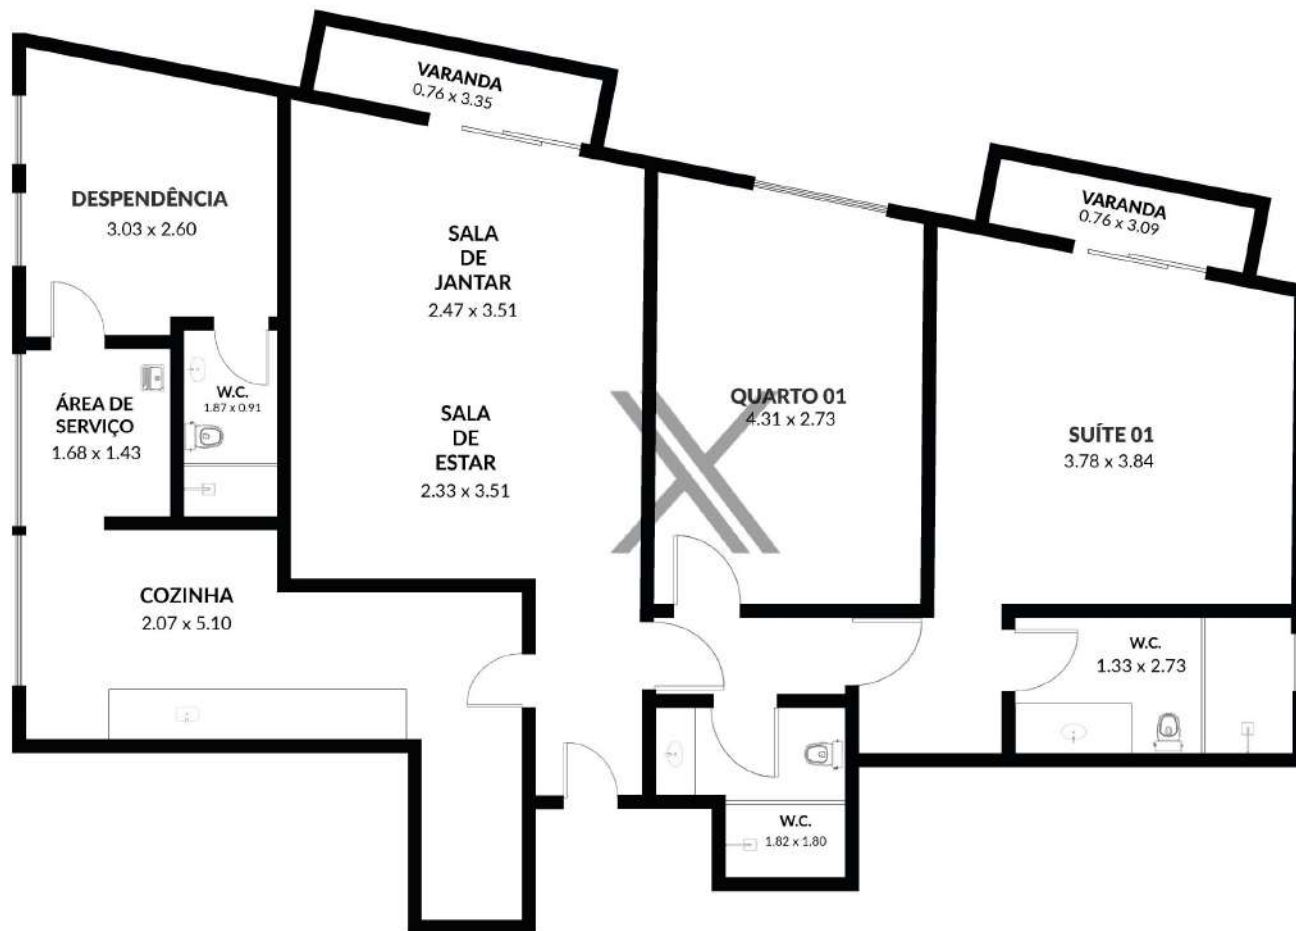 VARANDA
0.76 x 3.35
DESPENDÊNCIA
3.03 x 2.60
VARANDA
0.76 x 3.09
SALA
DE
JANTAR
2.47 x 3.51
ÁREA DE
SERVIÇO
1.68 x 1.43
W.C.
1.87 x 0.91
SALA
DE
ESTAR
2.33 x 3.51
QUARTO 01
4.31 x 2.73
SUÍTE 01
3.78 x 3.84
COZINHA
2.07 x 5.10
W.C.
1.33 x 2.73
W.C.
1.82 x 1.80